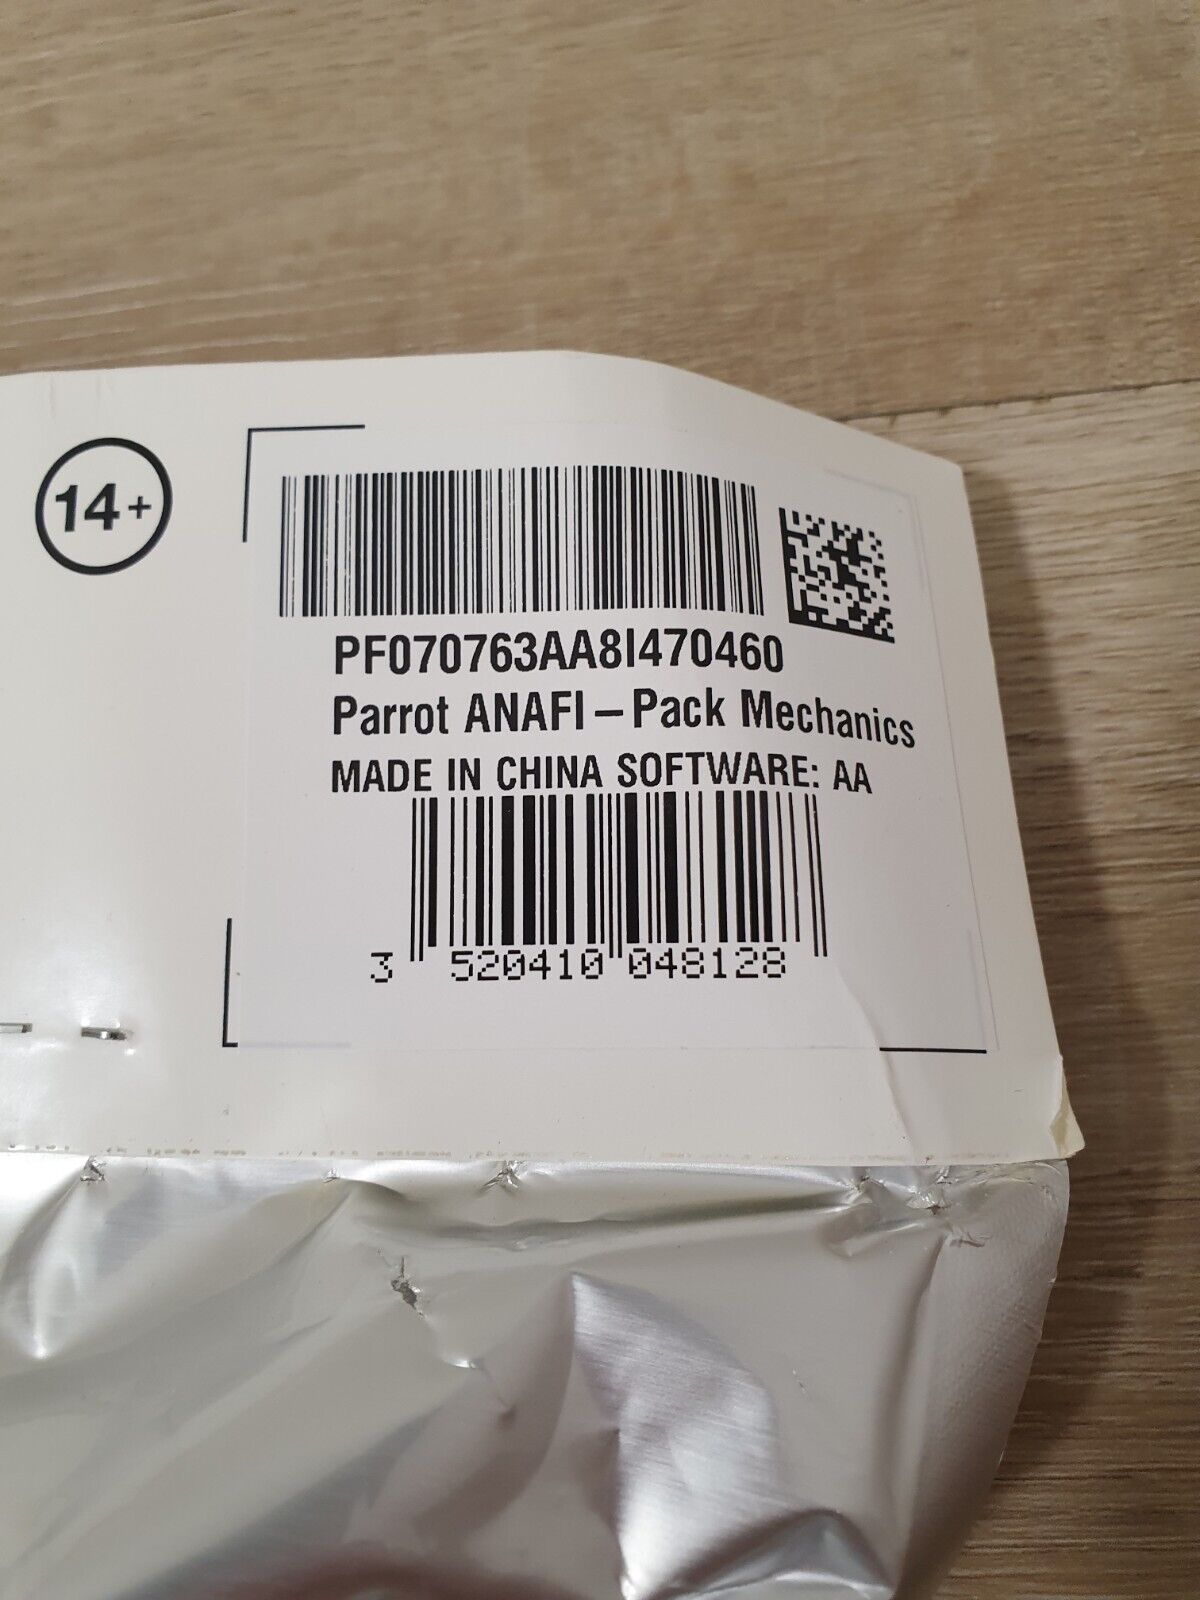 14+
PF070763AA8I470460
Parrot ANAFI – Pack Mechanics
MADE IN CHINA SOFTWARE: AA
3 520410 048128